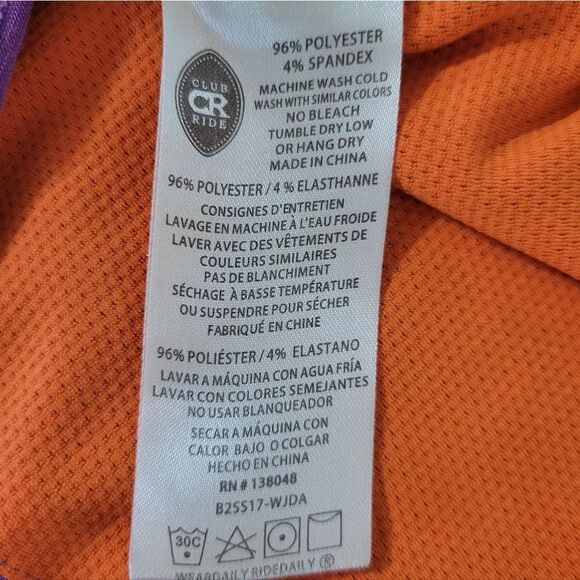 96% POLYESTER
4% SPANDEX
MACHINE WASH COLD
WASH WITH SIMILAR COLORS
NO BLEACH
TUMBLE DRY LOW
OR HANG DRY
MADE IN CHINA
CLUB
CR
RIDE
96% POLYESTER / 4 % ELASTHANNE
CONSIGNES D'ENTRETIEN
LAVAGE EN MACHINE À L'EAU FROIDE
LAVER AVEC DES VÊTEMENTS DE
COULEURS SIMILAIRES
PAS DE BLANCHIMENT
SÉCHAGE À BASSE TEMPÉRATURE
OU SUSPENDRE POUR SÉCHER
FABRIQUÉ EN CHINE
96% POLIÉSTER / 4% ELASTANO
LAVAR A MÁQUINA CON AGUA FRÍA
LAVAR CON COLORES SEMEJANTES
NO USAR BLANQUEADOR
SECAR A MÁQUINA CON
CALOR BAJO O COLGAR
HECHO EN CHINA
RN # 138048
B2SS17-WJDA
30C
WEARDAILY RIDEDAILY ®